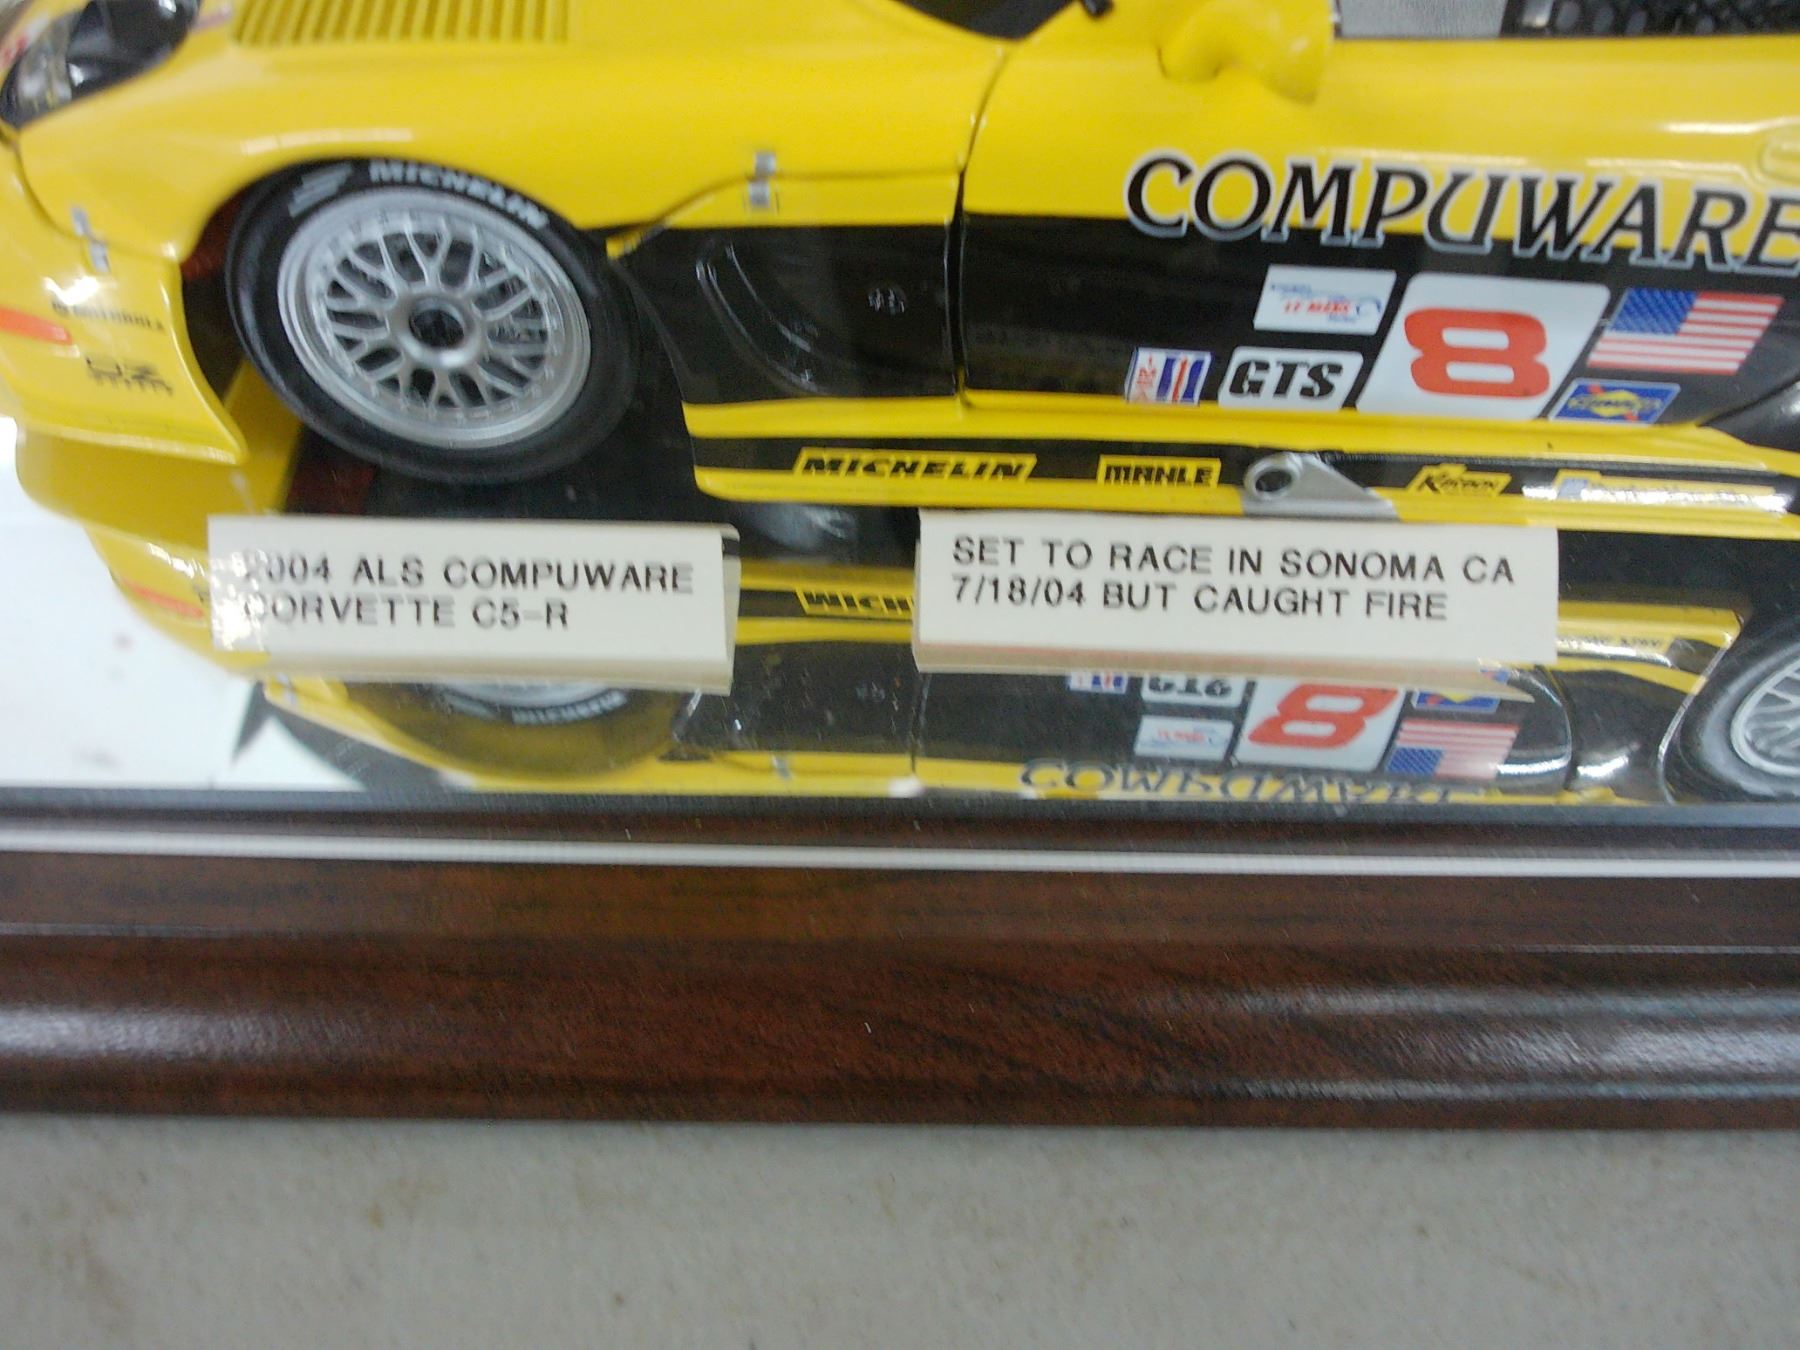 MICHELIN
COMPUWARE
MOTOROLA
8
GTS
MICHELIN
MAHLE
2004 ALS COMPUWARE
CORVETTE C5-R
SET TO RACE IN SONOMA CA
7/18/04 BUT CAUGHT FIRE